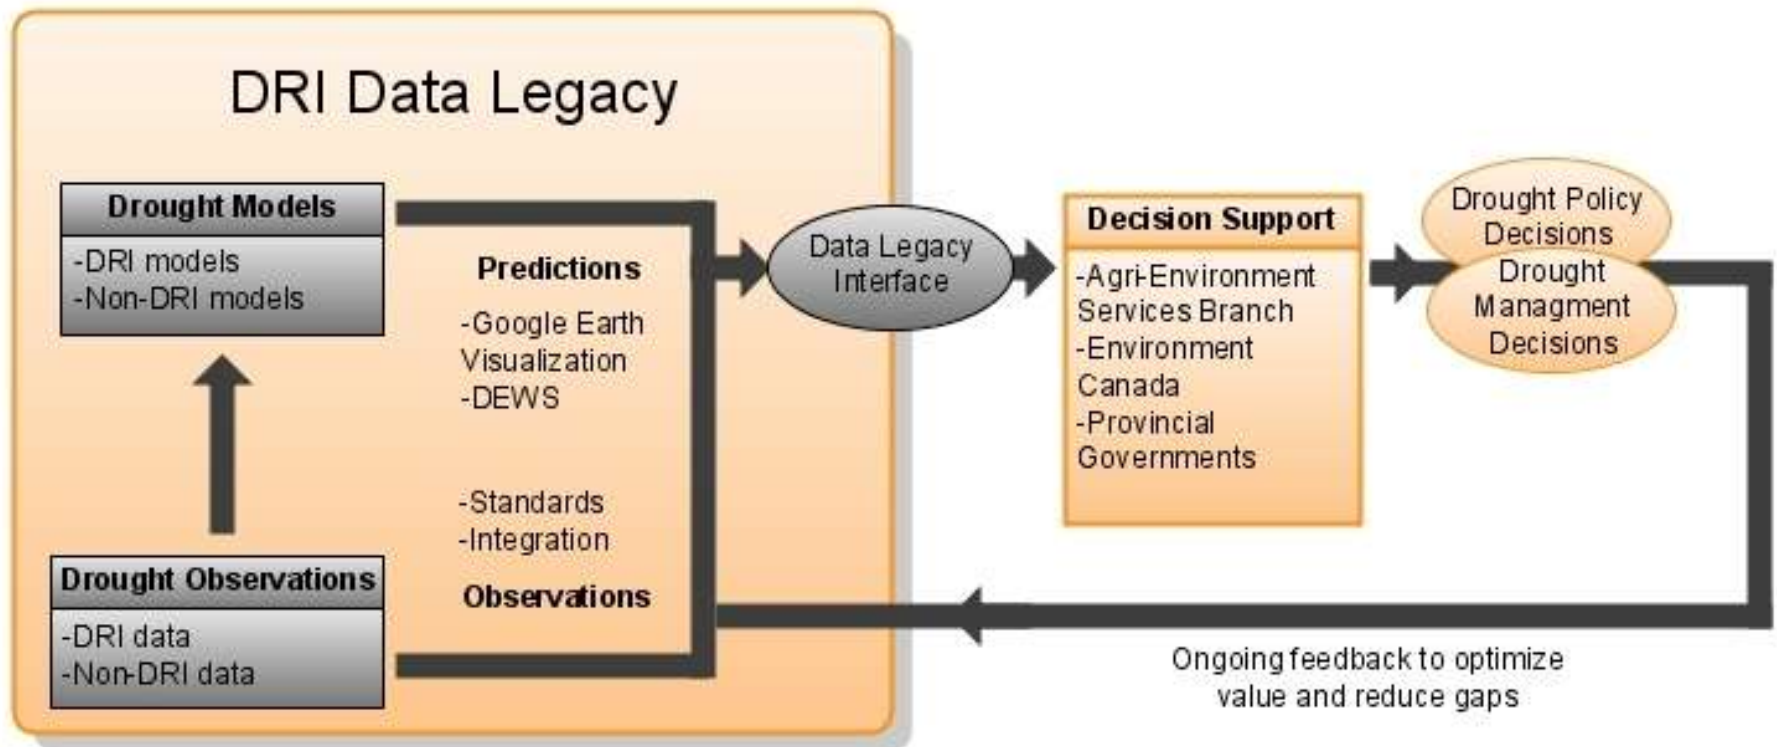 DRI Data Legacy
Drought Models
-DRI models
-Non-DRI models
Predictions
-Google Earth
Visualization
-DEWS
-Standards
-Integration
Observations
Drought Observations
-DRI data
-Non-DRI data
Data Legacy
Interface
Decision Support
-Agri-Environment
Services Branch
-Environment
Canada
-Provincial
Governments
Drought Policy
Decisions
Drought
Managment
Decisions
Ongoing feedback to optimize
value and reduce gaps